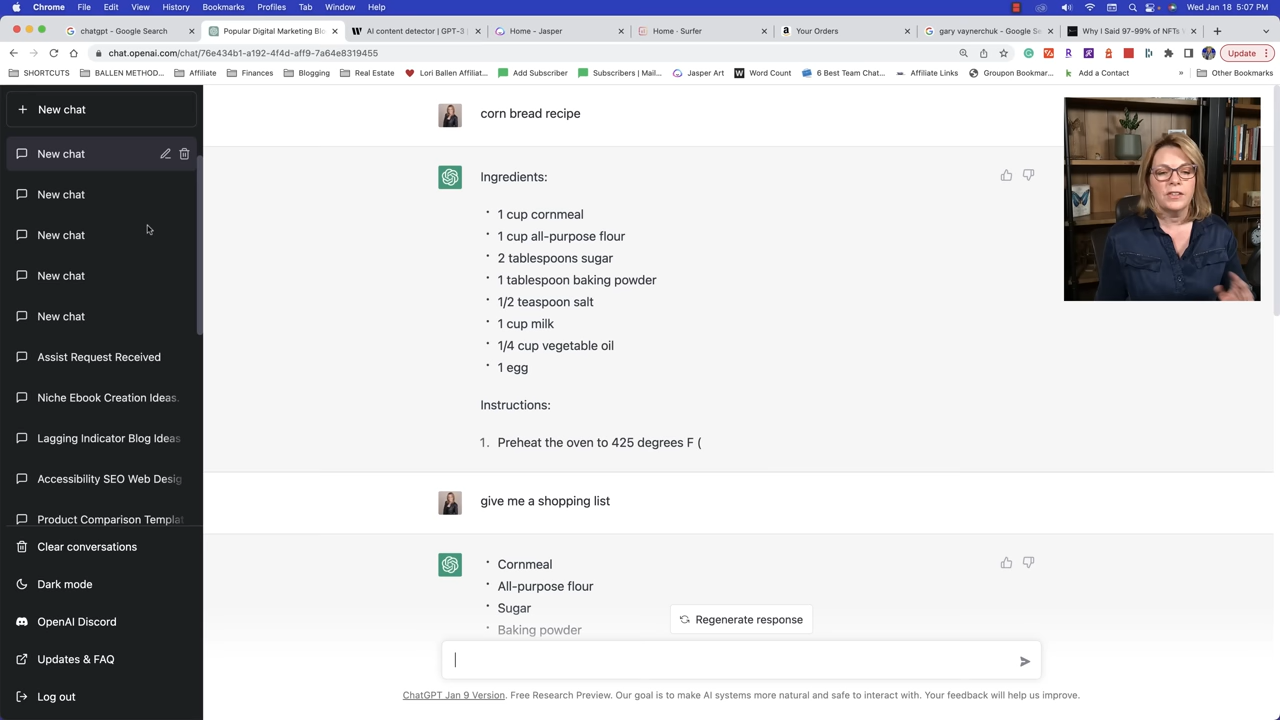 Chrome File Edit View History Bookmarks Profiles Tab Window Help
Wed Jan 18 5:07 PM
chatgpt - Google Search
Popular Digital Marketing Blo
AI content detector | GPT-3
Home - Jasper
Home - Surfer
Your Orders
gary vaynerchuk - Google Se
Why I Said 97-99% of NFTs
chat.openai.com/chat/76e434b1-a192-4f4d-aff9-7a64e8319455
Update
SHORTCUTS
BALLEN METHOD...
Affiliate
Finances
Blogging
Real Estate
Lori Ballen Affiliat...
Add Subscriber
Subscribers | Mail...
Jasper Art
Word Count
6 Best Team Chat...
Affiliate Links
Groupon Bookmar...
Add a Contact
»
Other Bookmarks
+ New chat
New chat
New chat
New chat
New chat
New chat
Assist Request Received
Niche Ebook Creation Ideas.
Lagging Indicator Blog Ideas
Accessibility SEO Web Desig
Product Comparison Templat
Clear conversations
Dark mode
OpenAI Discord
Updates & FAQ
Log out
corn bread recipe
Ingredients:
• 1 cup cornmeal
• 1 cup all-purpose flour
• 2 tablespoons sugar
• 1 tablespoon baking powder
• 1/2 teaspoon salt
• 1 cup milk
• 1/4 cup vegetable oil
• 1 egg
Instructions:
1. Preheat the oven to 425 degrees F (
give me a shopping list
• Cornmeal
• All-purpose flour
• Sugar
• Baking powder
Regenerate response
ChatGPT Jan 9 Version. Free Research Preview. Our goal is to make AI systems more natural and safe to interact with. Your feedback will help us improve.